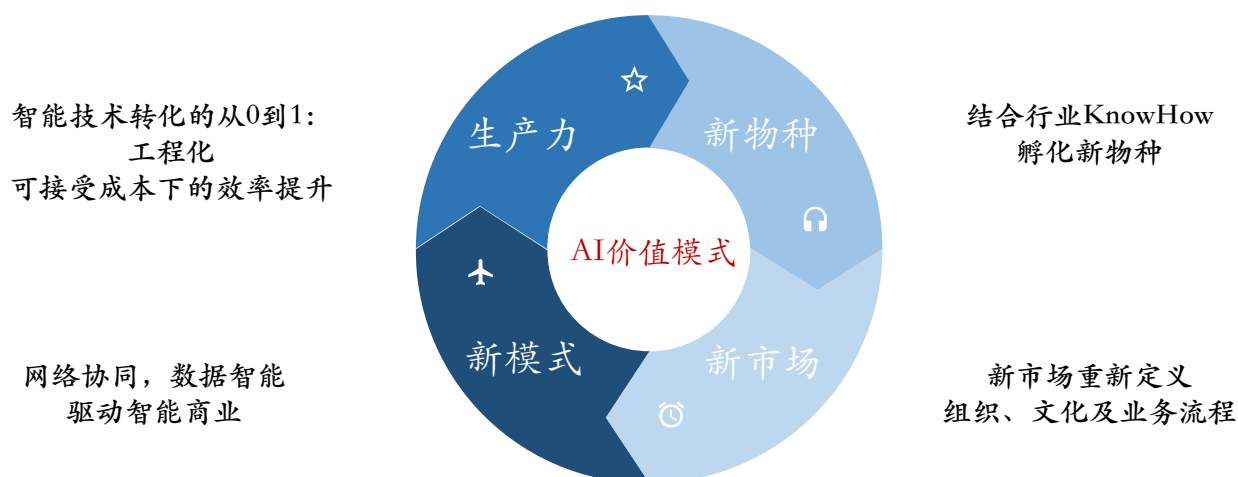 智能技术转化的从0到1：
工程化
可接受成本下的效率提升
生产力
新物种
结合行业KnowHow
孵化新物种
AI价值模式
网络协同，数据智能
驱动智能商业
新模式
新市场
新市场重新定义
组织、文化及业务流程